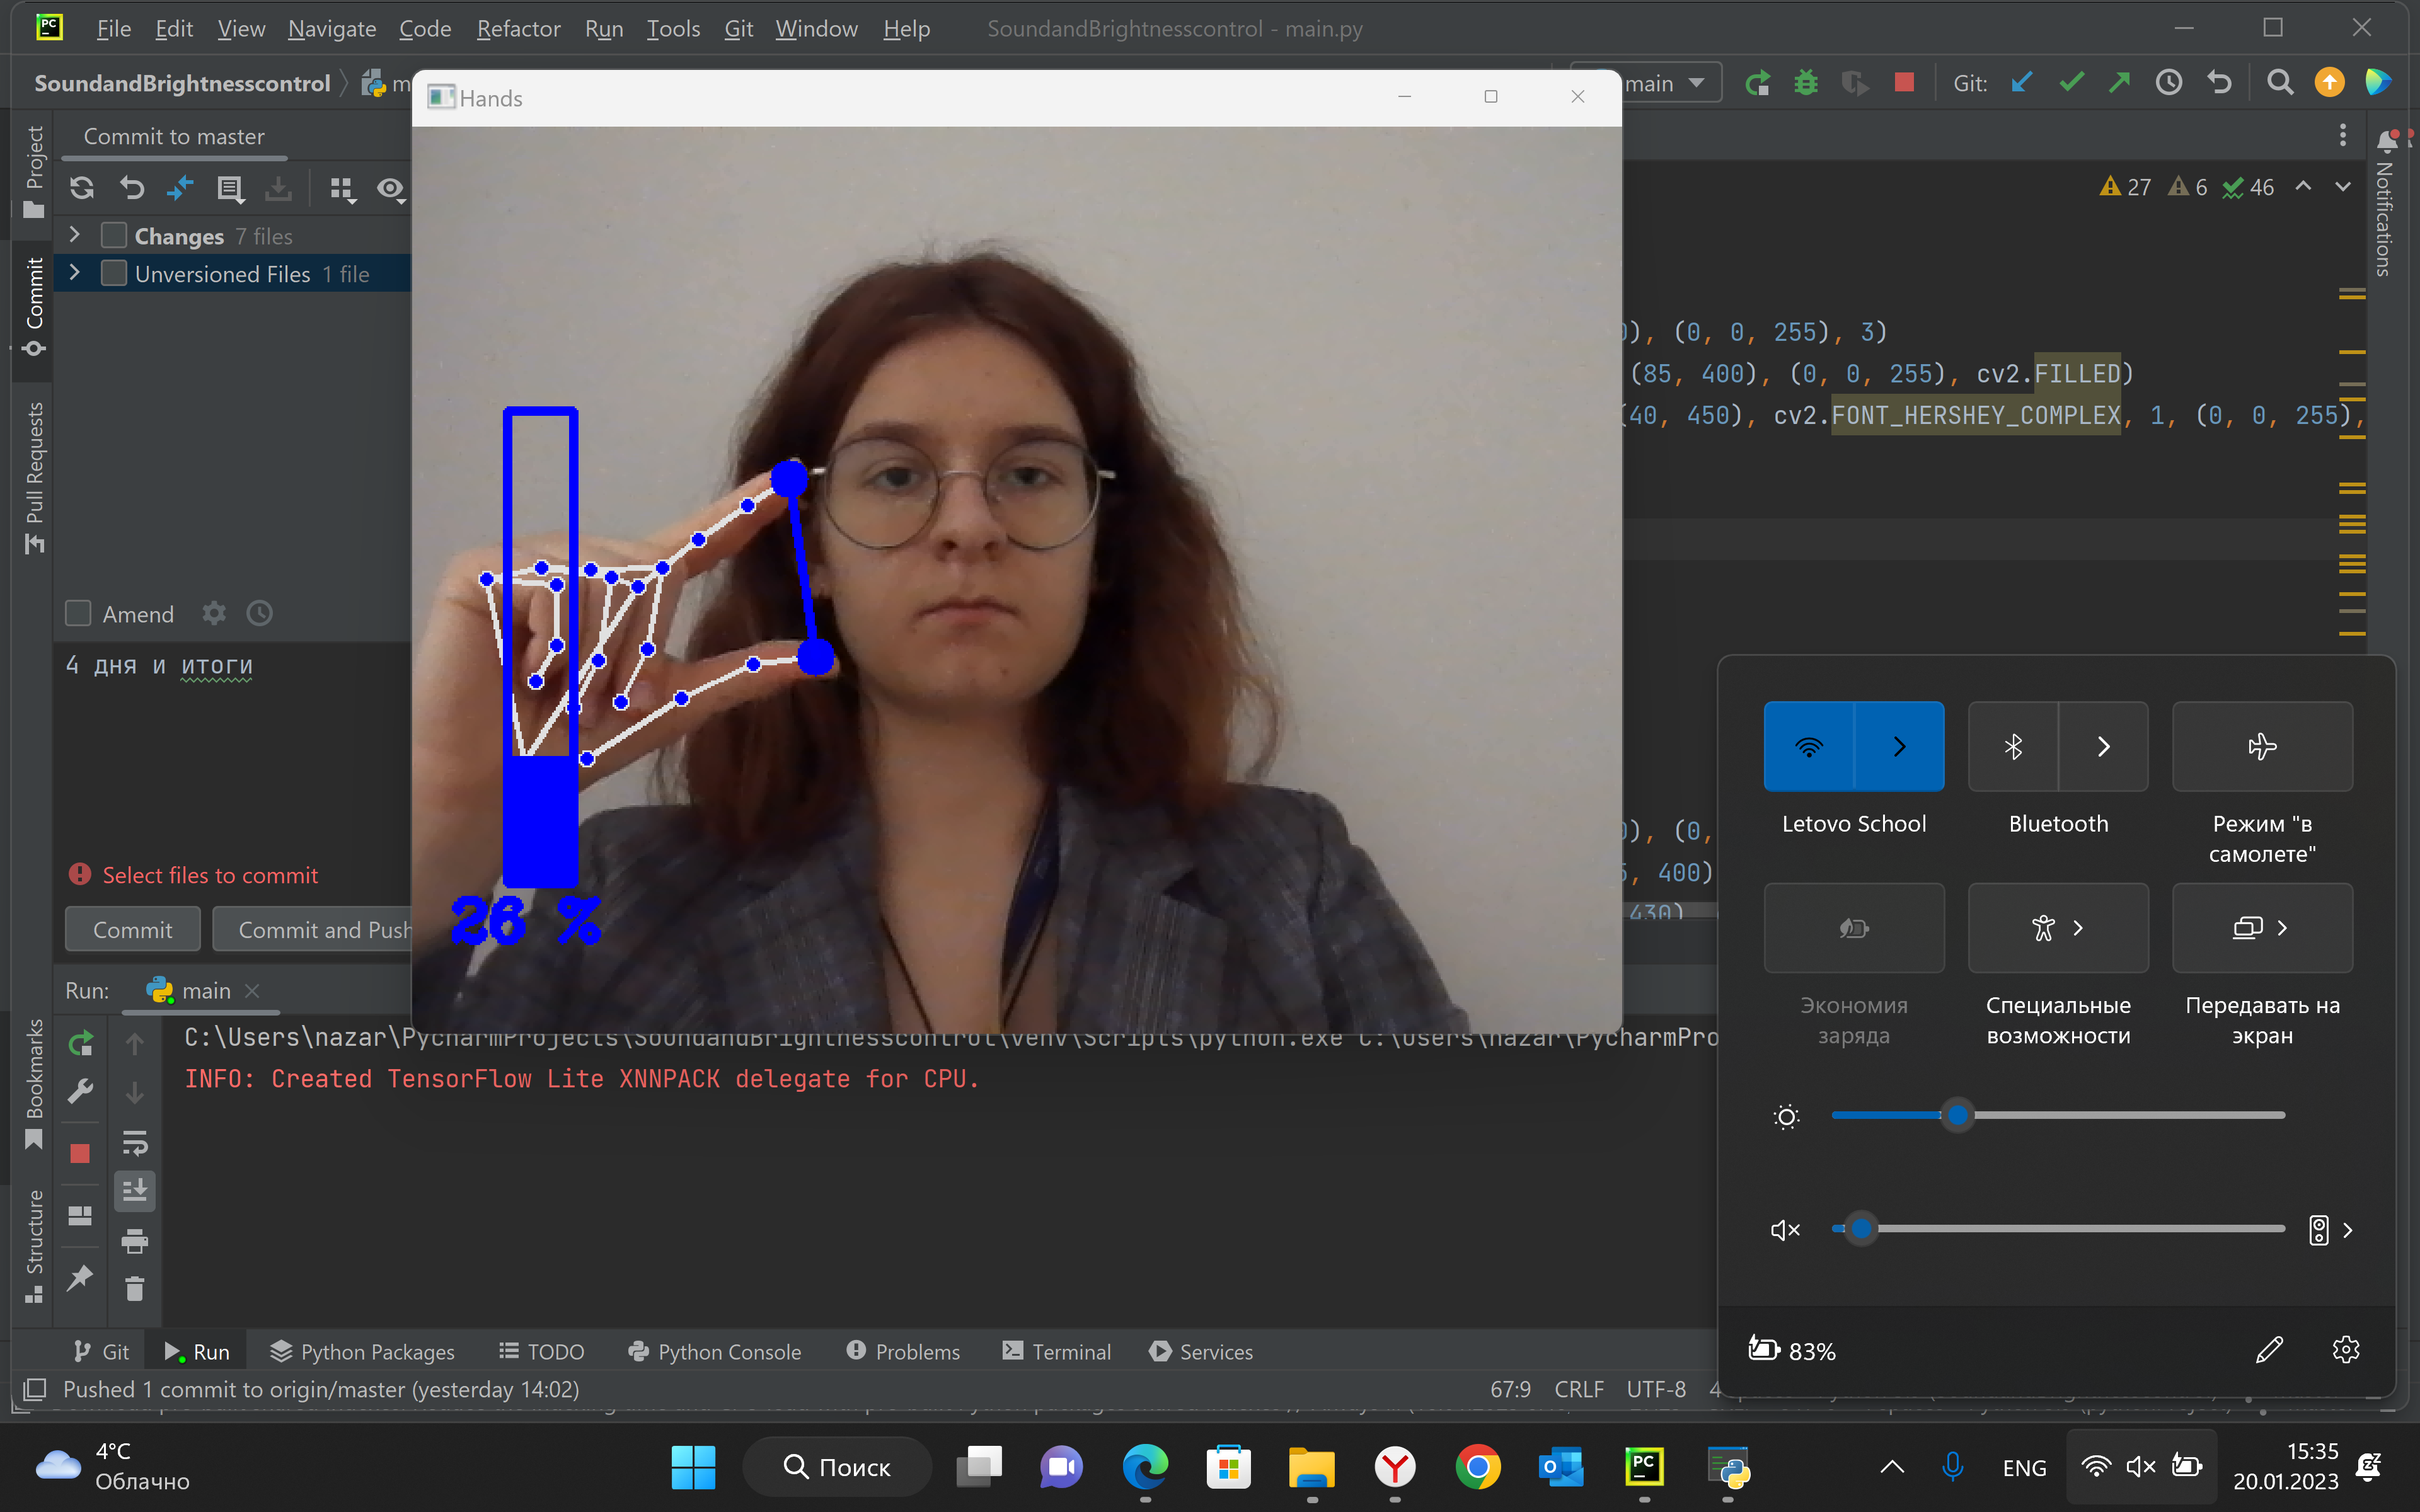 PC File Edit View Navigate Code Refactor Run Tools Git Window Help SoundandBrightnesscontrol - main.py
SoundandBrightnesscontrol
main
Git:
Hands
Project
Commit
Pull Requests
Bookmarks
Structure
Notifications
Commit to master
27 6 46
Changes 7 files
Unversioned Files 1 file
, (0, 0, 255), 3)
(85, 400), (0, 0, 255), cv2.FILLED)
(40, 450), cv2.FONT_HERSHEY_COMPLEX, 1, (0, 0, 255),
Amend
4 дня и итоги
), (0,
, 400)
430)
Select files to commit
Commit
Commit and Push
26 %
Run: main
C:\Users\nazar\PycharmProjects\SoundandBrightnesscontrol\venv\Scripts\python.exe C:\Users\nazar\PycharmPro
INFO: Created TensorFlow Lite XNNPACK delegate for CPU.
Letovo School
Bluetooth
Режим "в
самолете"
Экономия
заряда
Специальные
возможности
Передавать на
экран
83%
Git Run Python Packages TODO Python Console Problems Terminal Services
Pushed 1 commit to origin/master (yesterday 14:02)
67:9 CRLF UTF-8
4°C
Облачно
Поиск
PC
ENG
15:35
20.01.2023